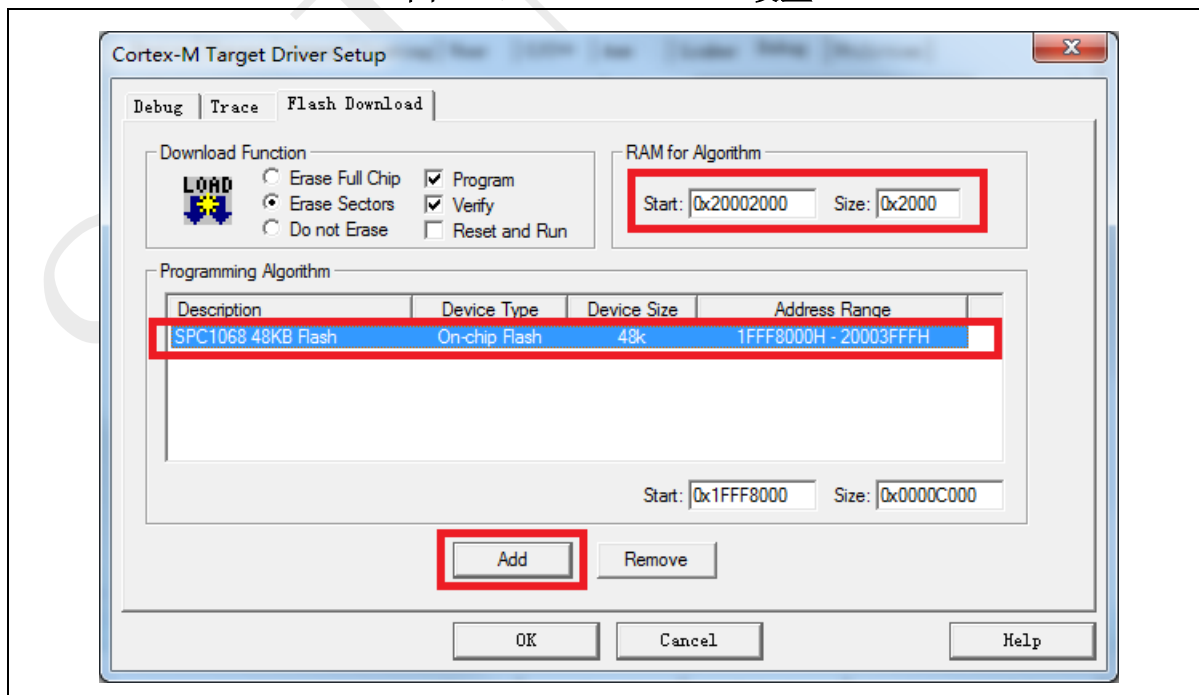 Cortex-M Target Driver Setup
Debug Trace Flash Download
Download Function
LOAD
Erase Full Chip
Erase Sectors
Do not Erase
Program
Verify
Reset and Run
RAM for Algorithm
Start: 0x20002000 Size: 0x2000
Programming Algorithm
Description Device Type Device Size Address Range
SPC1068 48KB Flash On-chip Flash 48k 1FFF8000H - 20003FFFH
Start: 0x1FFF8000 Size: 0x0000C000
Add Remove
OK Cancel Help